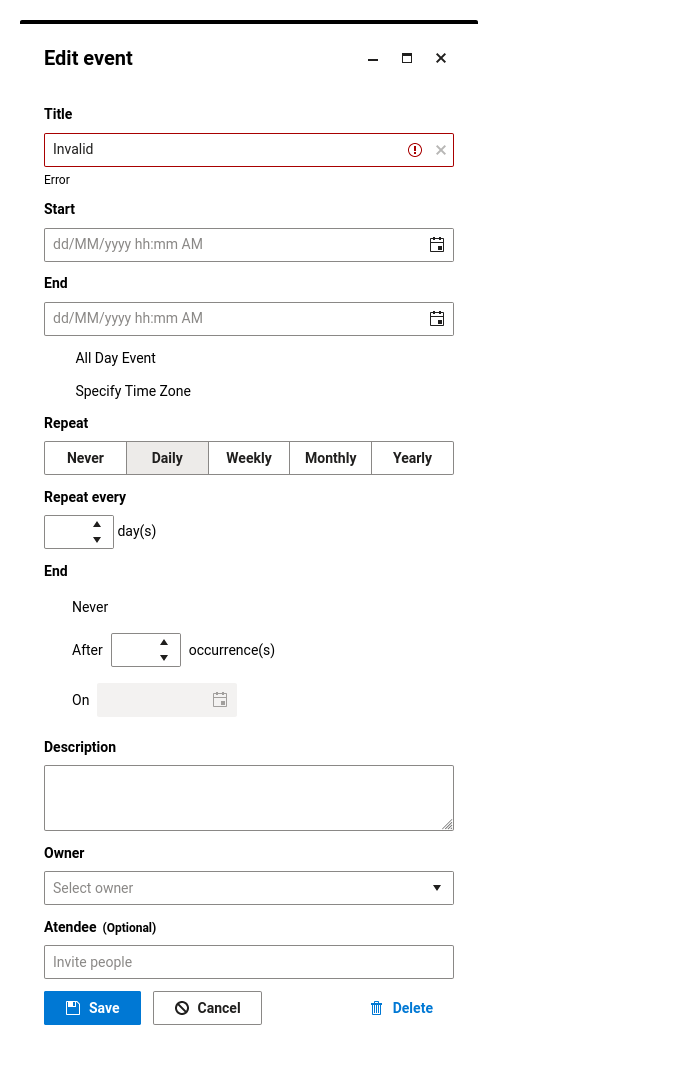 Edit event
Title
Invalid
Error
Start
dd/MM/yyyy hh:mm AM
End
dd/MM/yyyy hh:mm AM
All Day Event
Specify Time Zone
Repeat
Never Daily Weekly Monthly Yearly
Repeat every
day(s)
End
Never
After occurrence(s)
On
Description
Owner
Select owner
Atendee (Optional)
Invite people
Save Cancel Delete